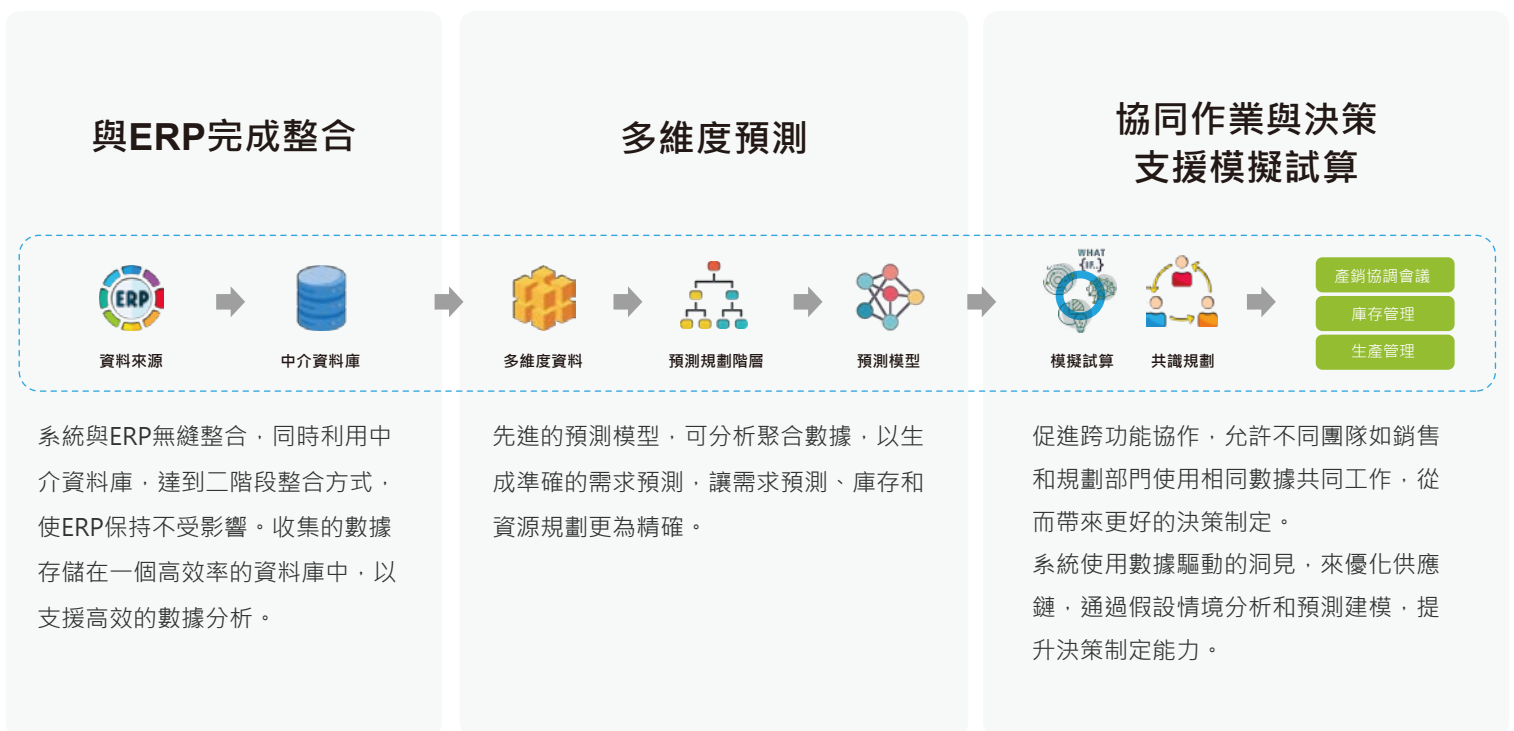 與ERP完成整合
多維度預測
協同作業與決策
支援模擬試算
ERP
WHAT
{IF..}
資料來源
中介資料庫
多維度資料
預測規劃階層
預測模型
模擬試算
共識規劃
產銷協調會議
庫存管理
生產管理
系統與ERP無縫整合，同時利用中
介資料庫，達到二階段整合方式，
使ERP保持不受影響。收集的數據
存儲在一個高效率的資料庫中，以
支援高效的數據分析。
先進的預測模型，可分析聚合數據，以生
成準確的需求預測，讓需求預測、庫存和
資源規劃更為精確。
促進跨功能協作，允許不同團隊如銷售
和規劃部門使用相同數據共同工作，從
而帶來更好的決策制定。
系統使用數據驅動的洞見，來優化供應
鏈，通過假設情境分析和預測建模，提
升決策制定能力。